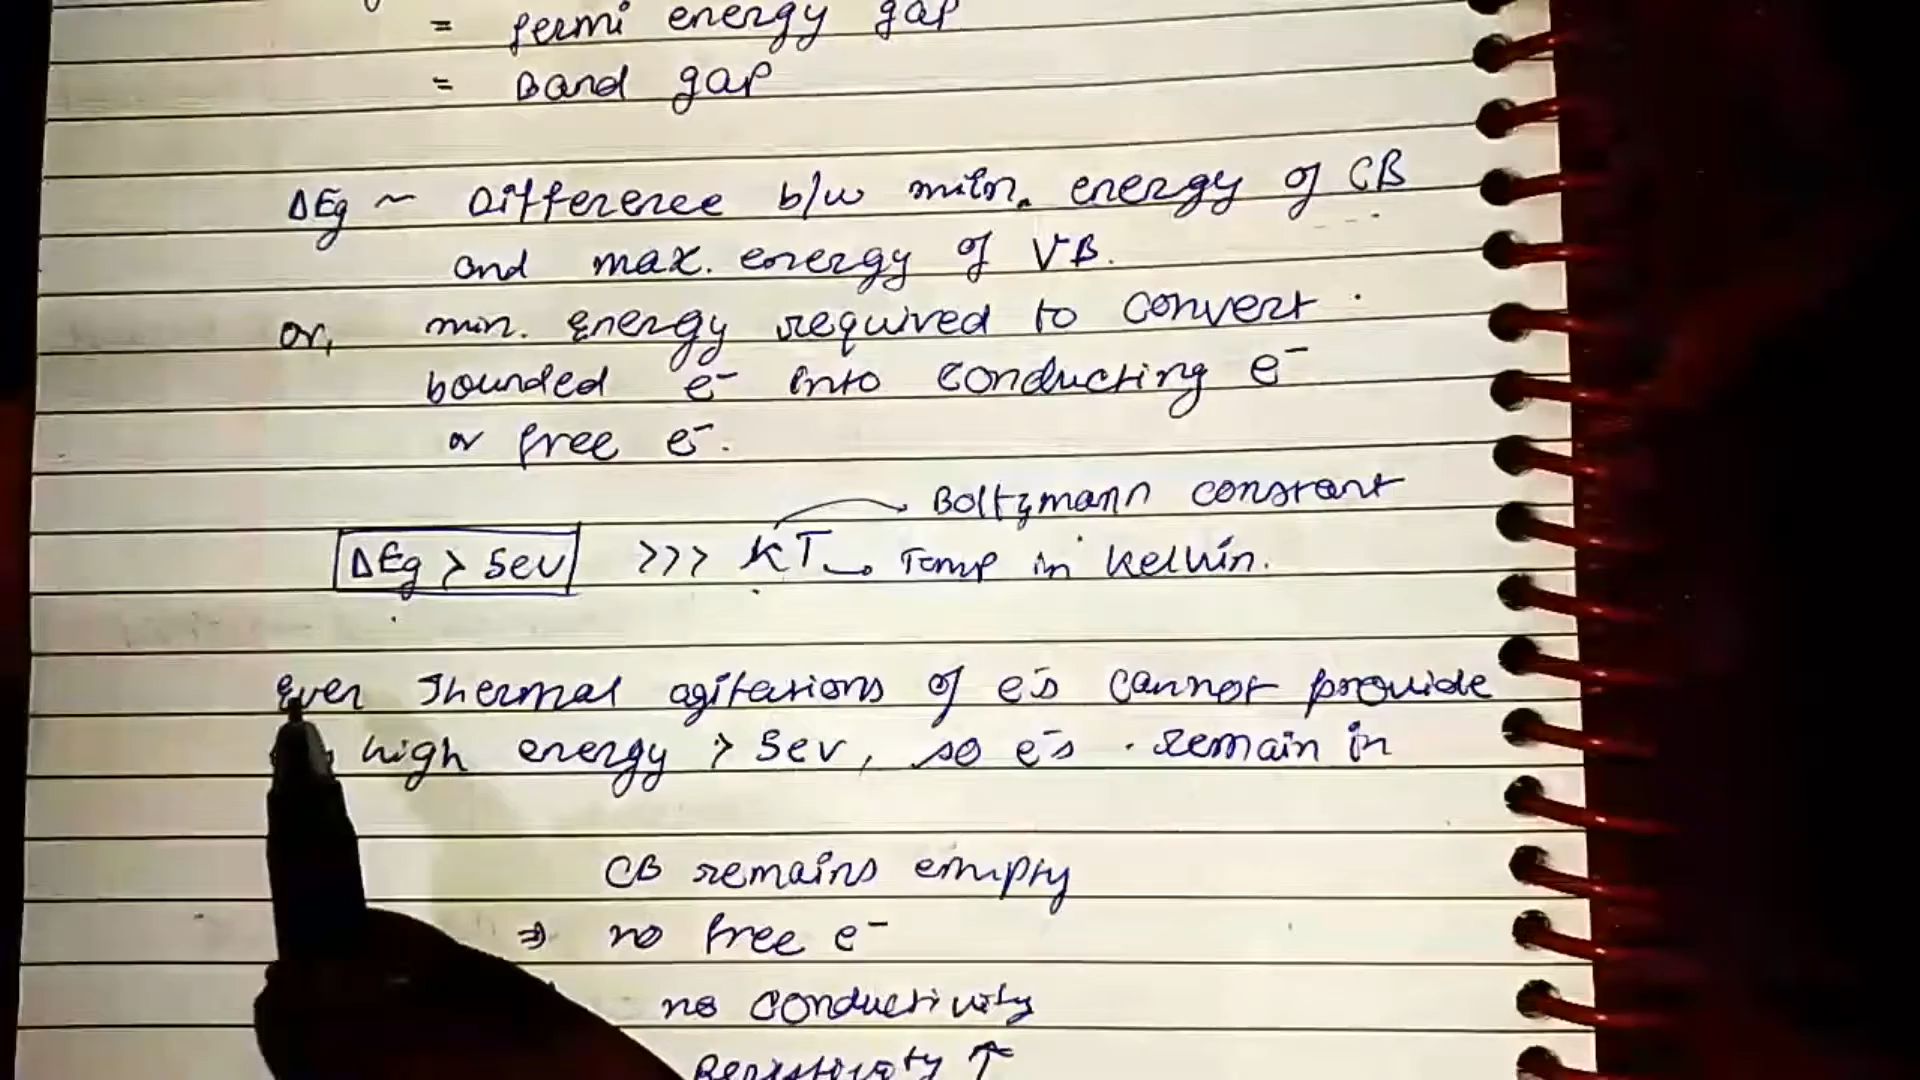 = fermi energy gap
= Band gap
ΔEg ~ Difference b/w min. energy of CB
and max. energy of VB.
or, min. energy required to convert
bounded e⁻ into conducting e⁻
or free e⁻.
→ Boltzmann constant
ΔEg > 5ev >>> KT → Temp in Kelvin.
Even Thermal agitations of e⁻s cannot provide
high energy > 5ev, so e⁻s remain in
CB remains empty
⇒ no free e⁻
no conductivity
Resistivity ↑